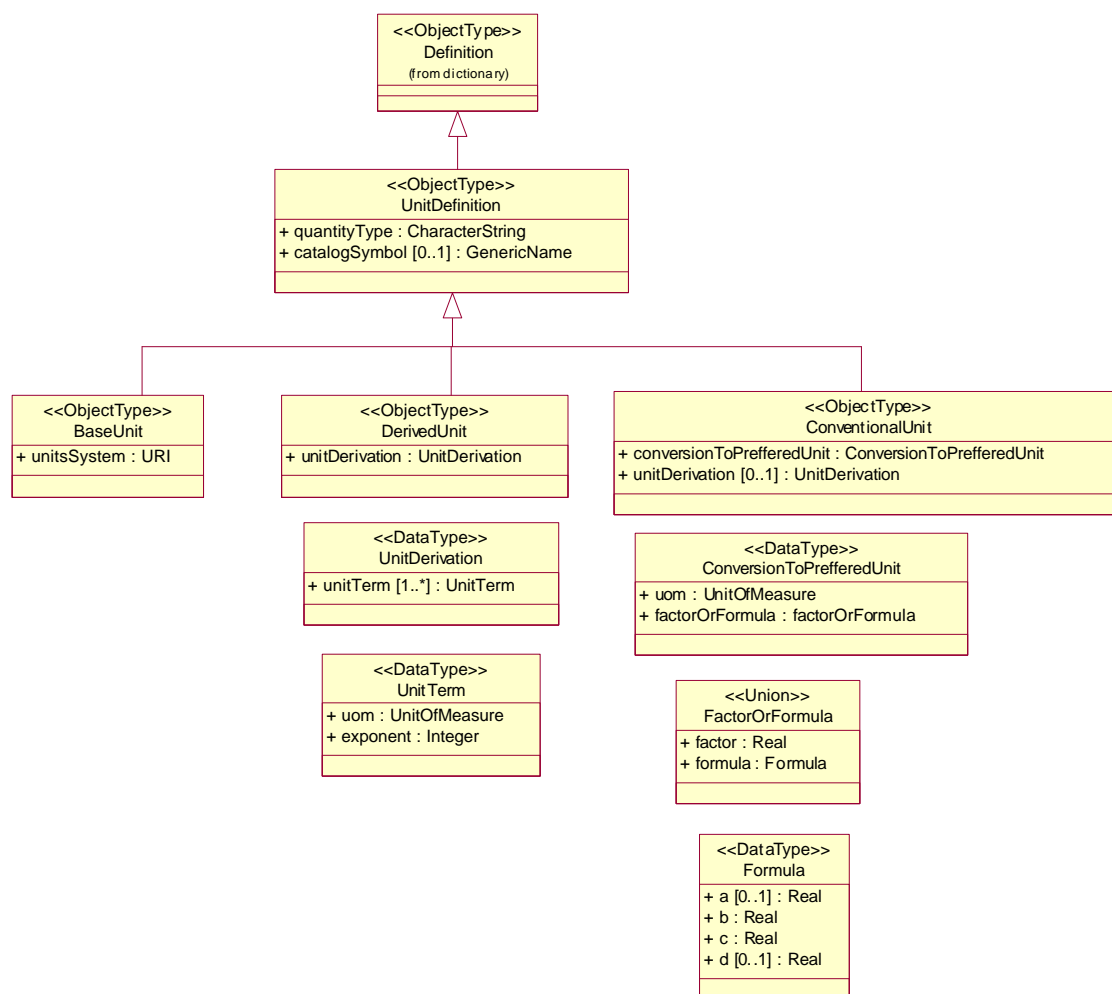 <<ObjectType>>
Definition
(from dictionary)
<<ObjectType>>
UnitDefinition
+ quantityType : CharacterString
+ catalogSymbol [0..1] : GenericName
<<ObjectType>>
BaseUnit
+ unitsSystem : URI
<<ObjectType>>
DerivedUnit
+ unitDerivation : UnitDerivation
<<ObjectType>>
ConventionalUnit
+ conversionToPrefferedUnit : ConversionToPrefferedUnit
+ unitDerivation [0..1] : UnitDerivation
<<DataType>>
UnitDerivation
+ unitTerm [1..*] : UnitTerm
<<DataType>>
ConversionToPrefferedUnit
+ uom : UnitOfMeasure
+ factorOrFormula : factorOrFormula
<<DataType>>
UnitTerm
+ uom : UnitOfMeasure
+ exponent : Integer
<<Union>>
FactorOrFormula
+ factor : Real
+ formula : Formula
<<DataType>>
Formula
+ a [0..1] : Real
+ b : Real
+ c : Real
+ d [0..1] : Real